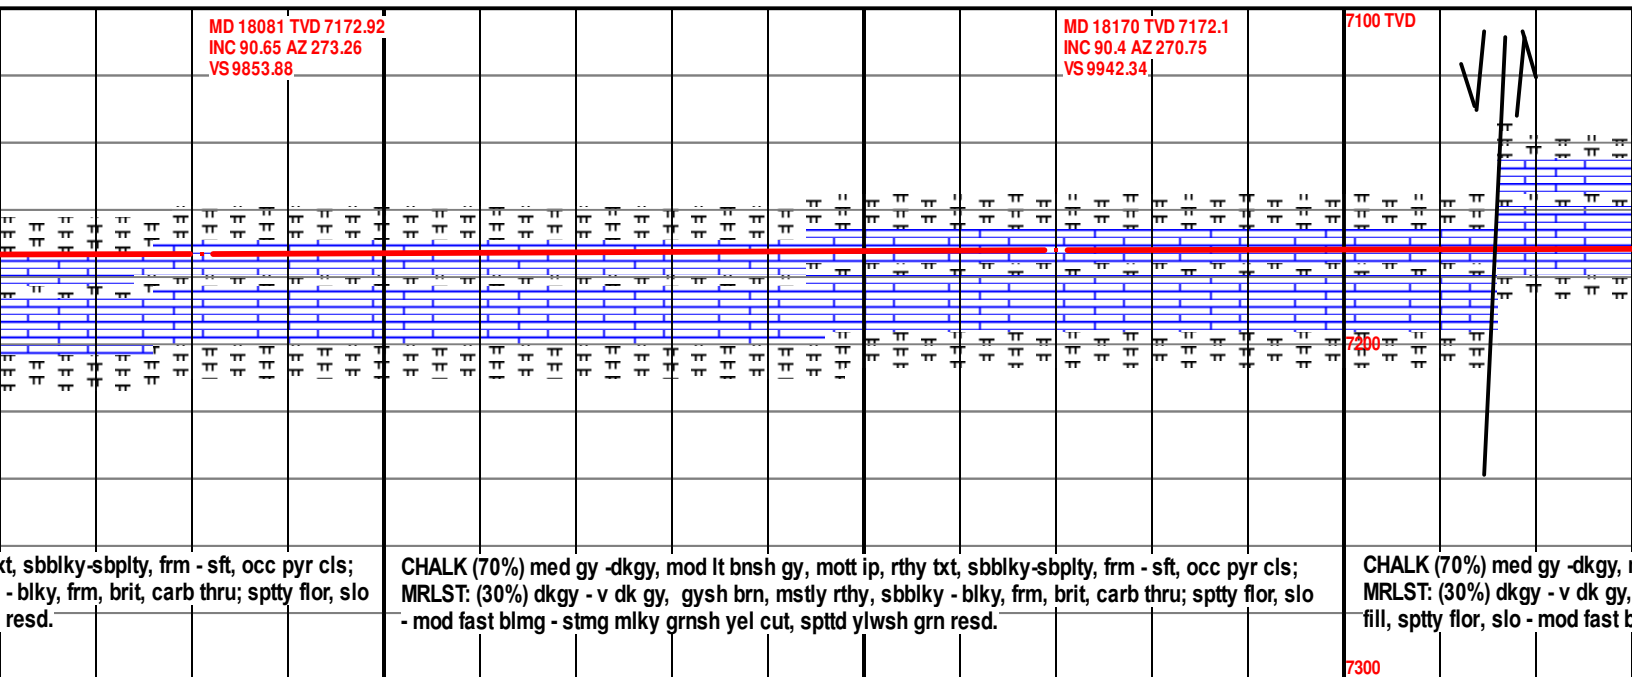 MD 18081 TVD 7172.92
INC 90.65 AZ 273.26
VS 9853.88
MD 18170 TVD 7172.1
INC 90.4 AZ 270.75
VS 9942.34
7100 TVD
7200
xt, sbblky-sbplty, frm - sft, occ pyr cls;
- blky, frm, brit, carb thru; sptty flor, slo
resd.
CHALK (70%) med gy -dkgy, mod lt bnsh gy, mott ip, rthy txt, sbblky-sbplty, frm - sft, occ pyr cls;
MRLST: (30%) dkgy - v dk gy,  gysh brn, mstly rthy, sbblky - blky, frm, brit, carb thru; sptty flor, slo
- mod fast blmg - stmg mlky grnsh yel cut, spttd ylwsh grn resd.
CHALK (70%) med gy -dkgy,
MRLST: (30%) dkgy - v dk gy,
fill, sptty flor, slo - mod fast
7300